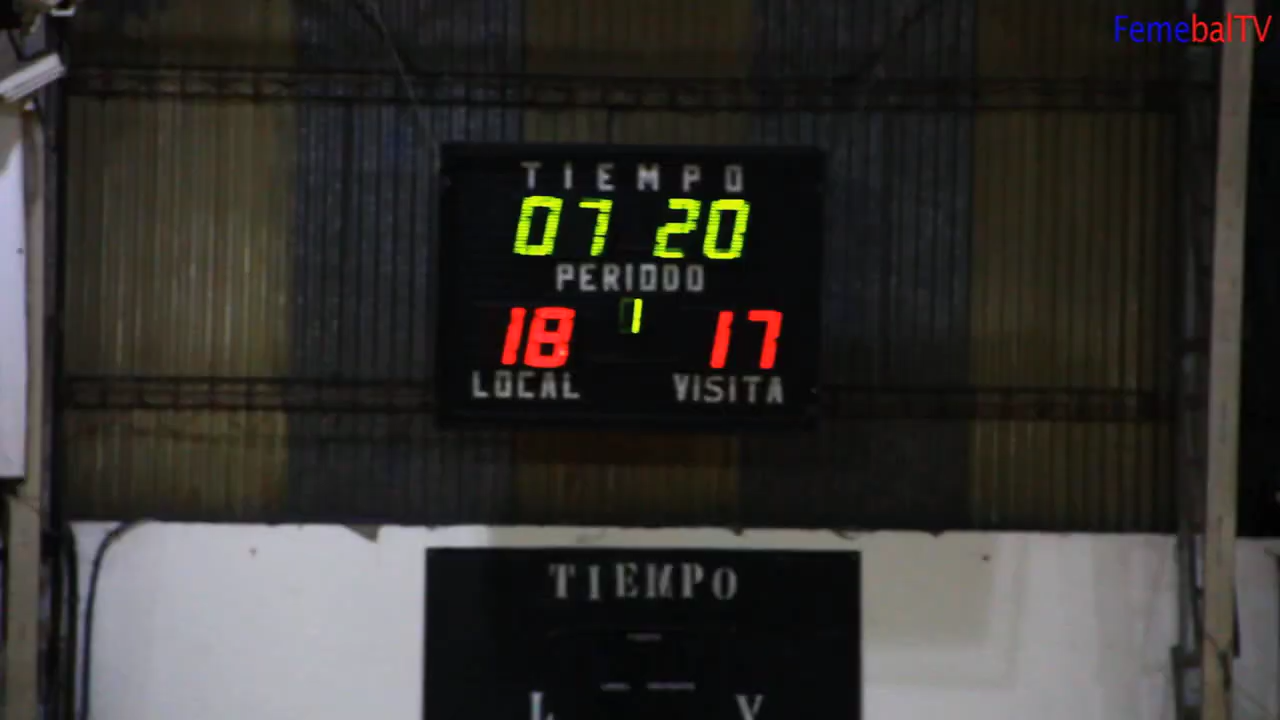 FemebalTV
TIEMPO
07 20
PERIODO
18 1 17
LOCAL VISITA
TIEMPO
L V